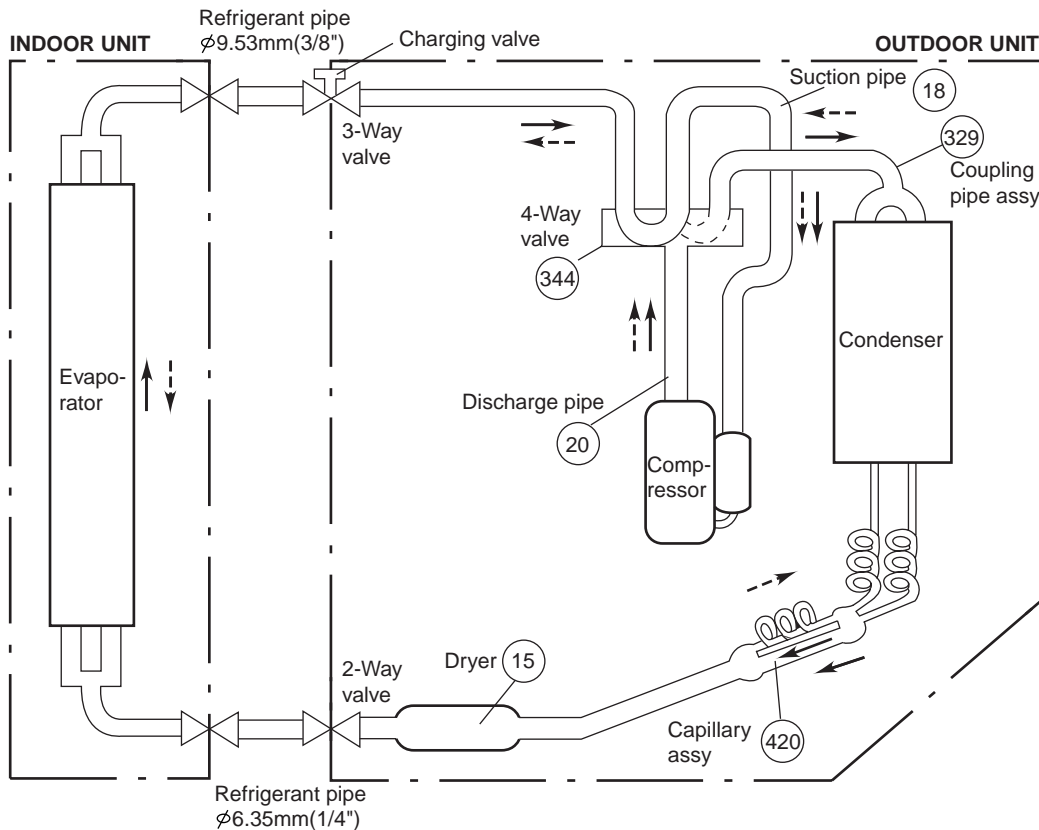 Refrigerant pipe
⌀9.53mm(3/8")
INDOOR UNIT
Charging valve
OUTDOOR UNIT
Suction pipe
18
3-Way
valve
329
Coupling
pipe assy
4-Way
valve
344
Condenser
Evapo-
rator
Discharge pipe
20
Comp-
ressor
2-Way
valve
Dryer
15
Capillary
assy
420
Refrigerant pipe
⌀6.35mm(1/4")